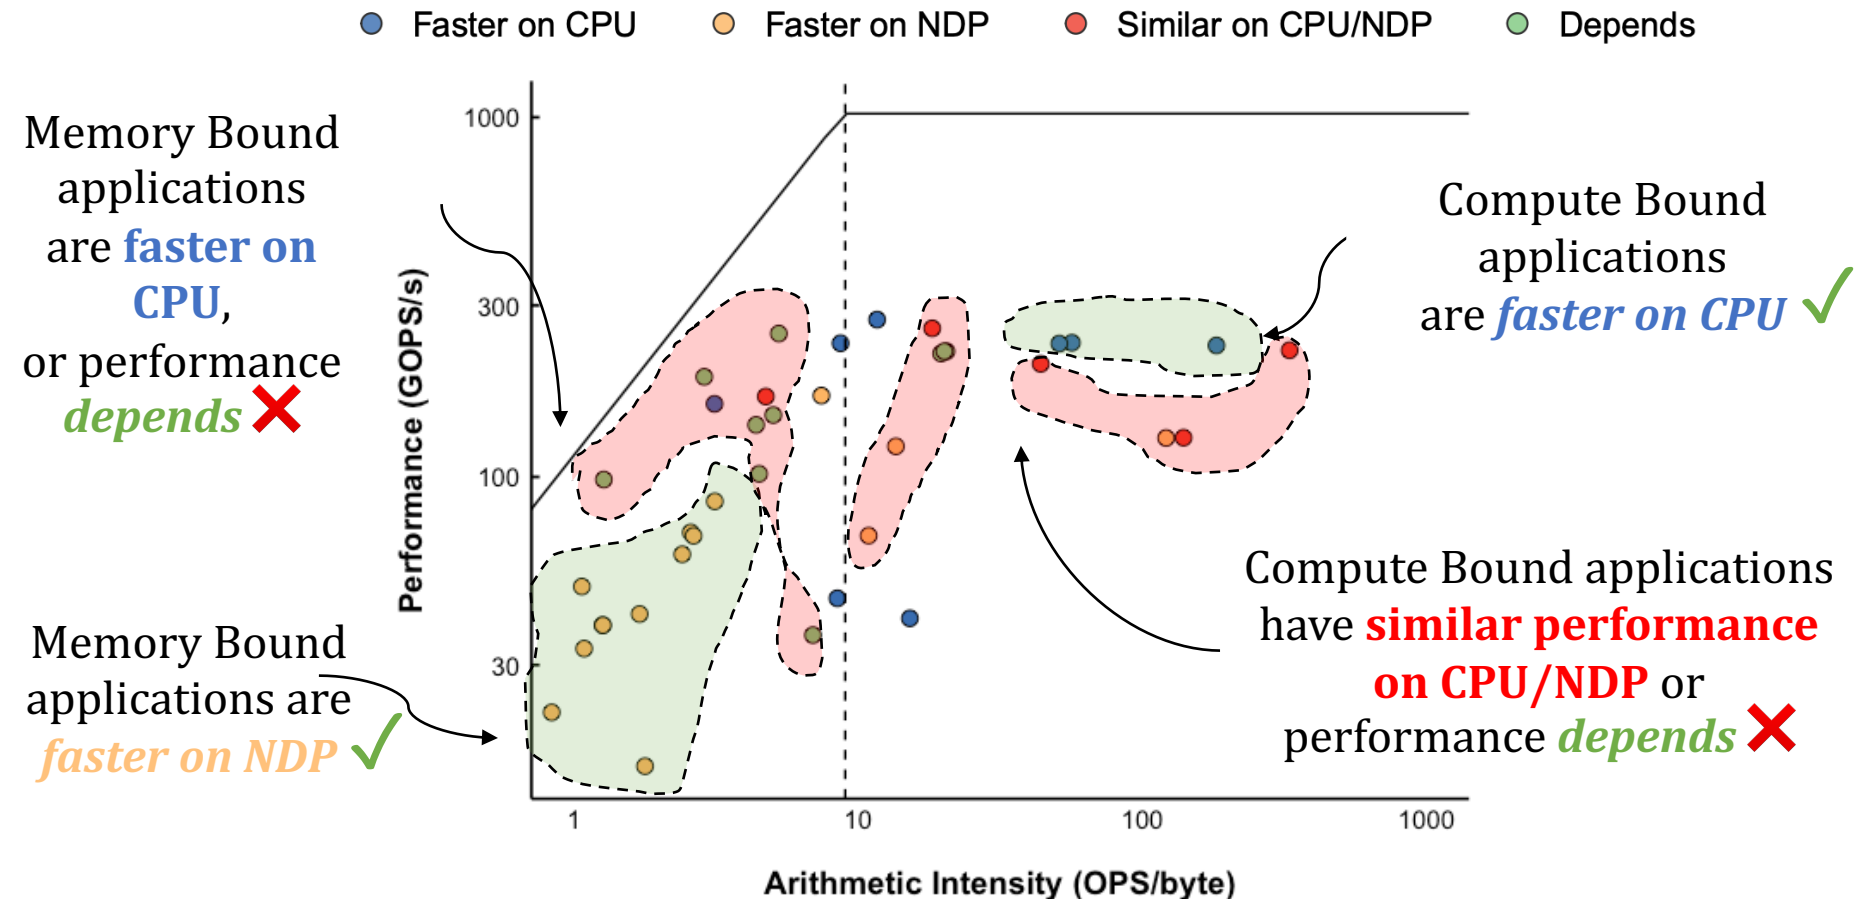 Faster on CPU
Faster on NDP
Similar on CPU/NDP
Depends
Memory Bound
applications
are faster on
CPU,
or performance
depends
Memory Bound
applications are
faster on NDP
Performance (GOPS/s)
1000
300
100
30
1
10
100
1000
Arithmetic Intensity (OPS/byte)
Compute Bound
applications
are faster on CPU
Compute Bound applications
have similar performance
on CPU/NDP or
performance depends